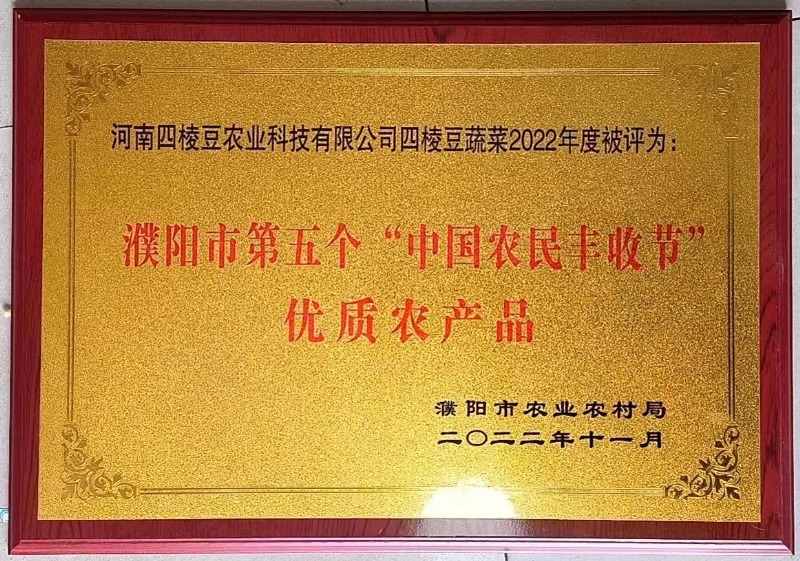 河南四棱豆农业科技有限公司四棱豆蔬菜2022年度被评为：
濮阳市第五个“中国农民丰收节”
优质农产品
濮阳市农业农村局
二〇二二年十一月